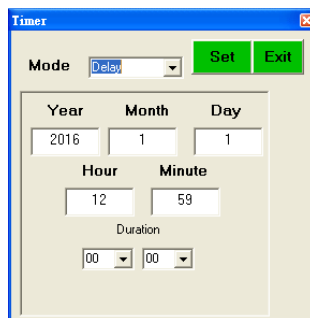 Timer
Mode Delay Set Exit
Year Month Day
2016 1 1
Hour Minute
12 59
Duration
00 00